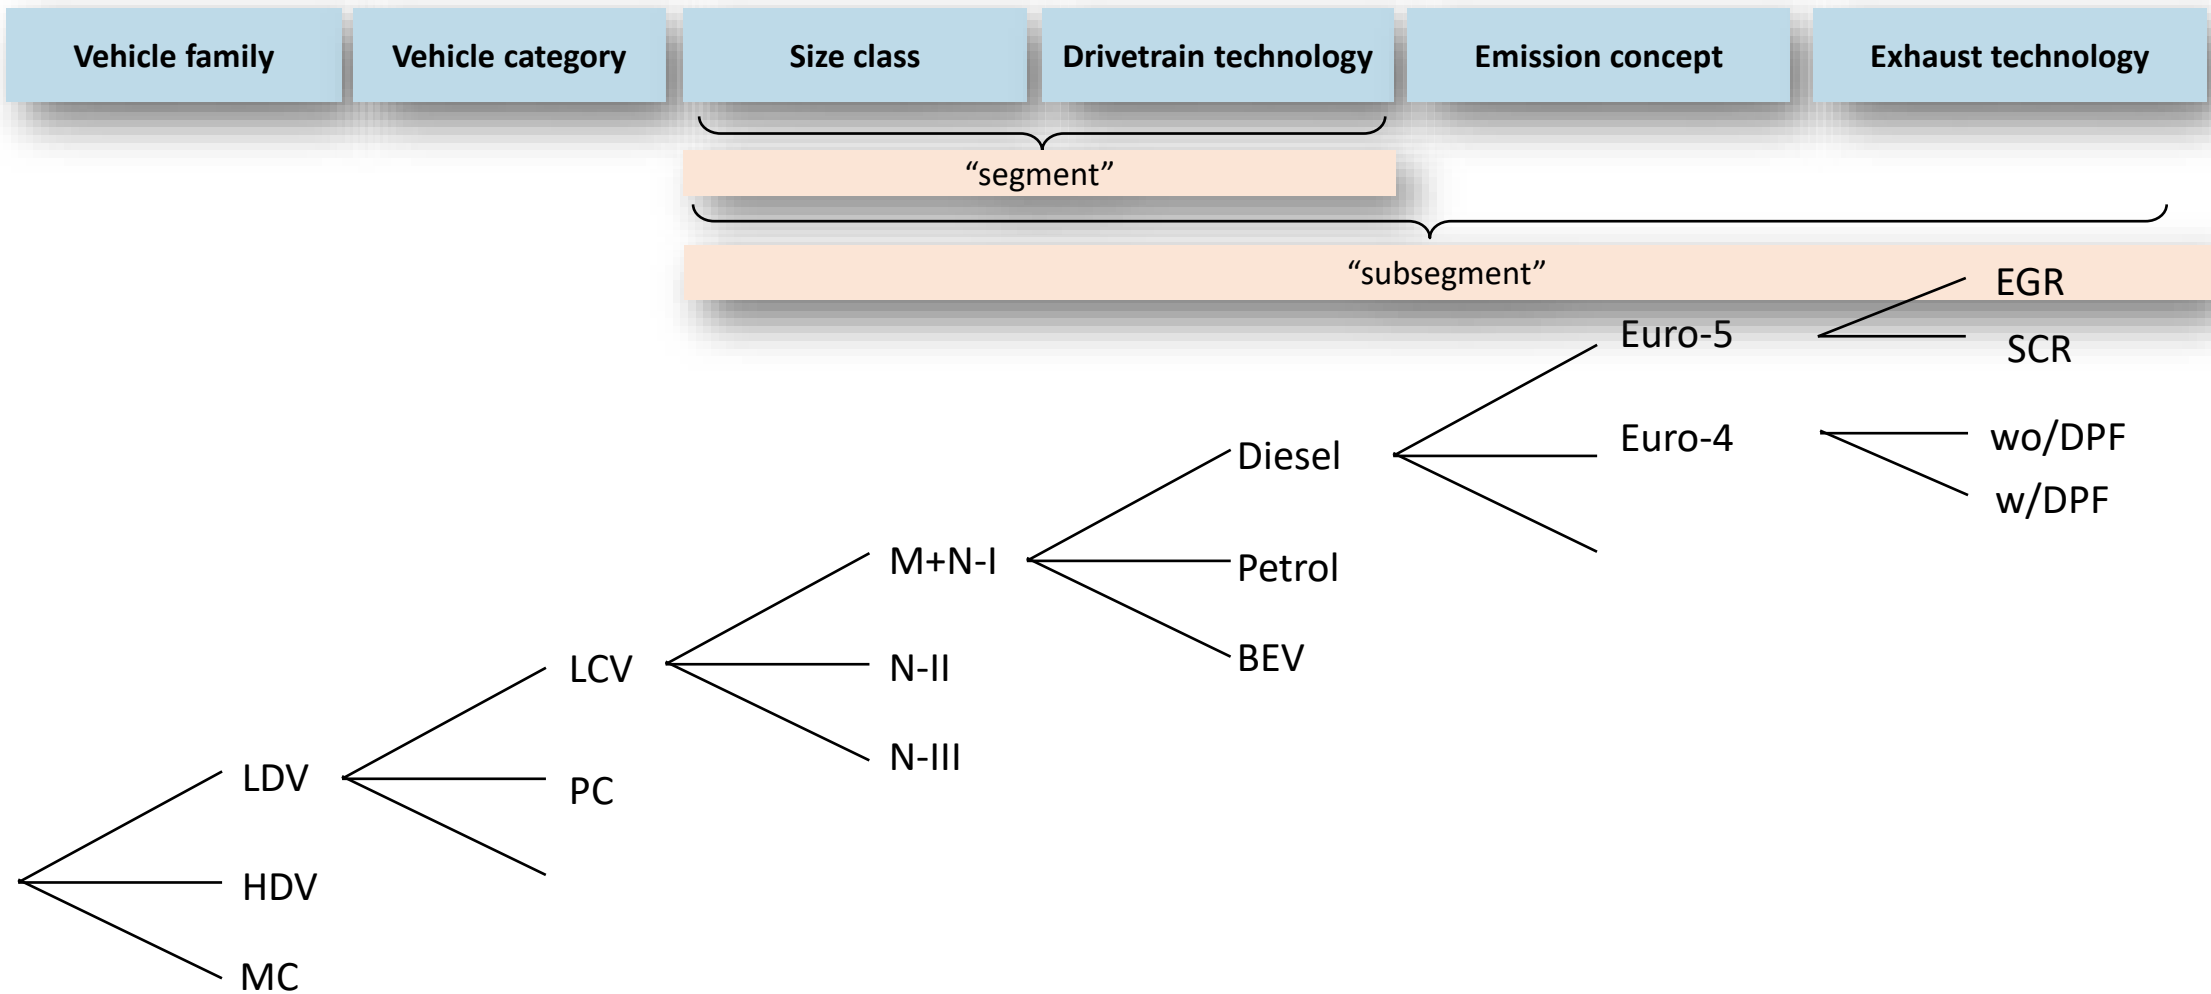 Vehicle family
Vehicle category
Size class
Drivetrain technology
Emission concept
Exhaust technology
“segment”
“subsegment”
EGR
Euro-5
SCR
Euro-4
wo/DPF
Diesel
w/DPF
M+N-I
Petrol
LCV
N-II
BEV
N-III
LDV
PC
HDV
MC